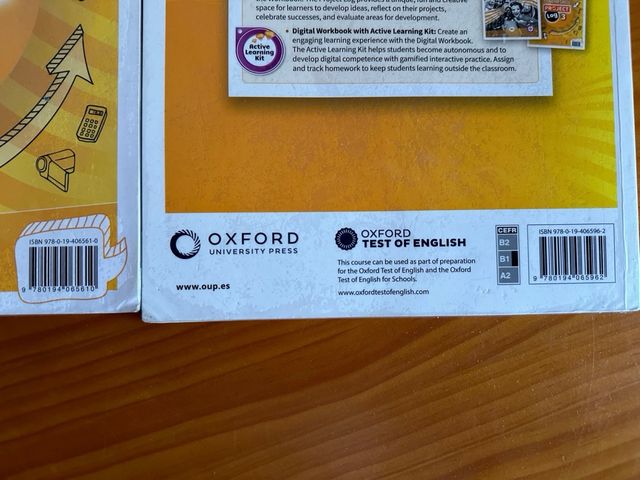 space for learners to develop ideas, reflect on their projects,
celebrate successes, and evaluate areas for development.
• Digital Workbook with Active Learning Kit: Create an
engaging learning experience with the Digital Workbook.
The Active Learning Kit helps students become autonomous and to
develop digital competence with gamified interactive practice. Assign
and track homework to keep students learning outside the classroom.
Active
Learning
Kit
PROJECT
Log 3
ISBN 978-0-19-406561-0
9 780194 065610
OXFORD
UNIVERSITY PRESS
www.oup.es
OXFORD
TEST OF ENGLISH
This course can be used as part of preparation
for the Oxford Test of English and the Oxford
Test of English for Schools.
www.oxfordtestofenglish.com
CEFR
B2
B1
A2
ISBN 978-0-19-406596-2
9 780194 065962